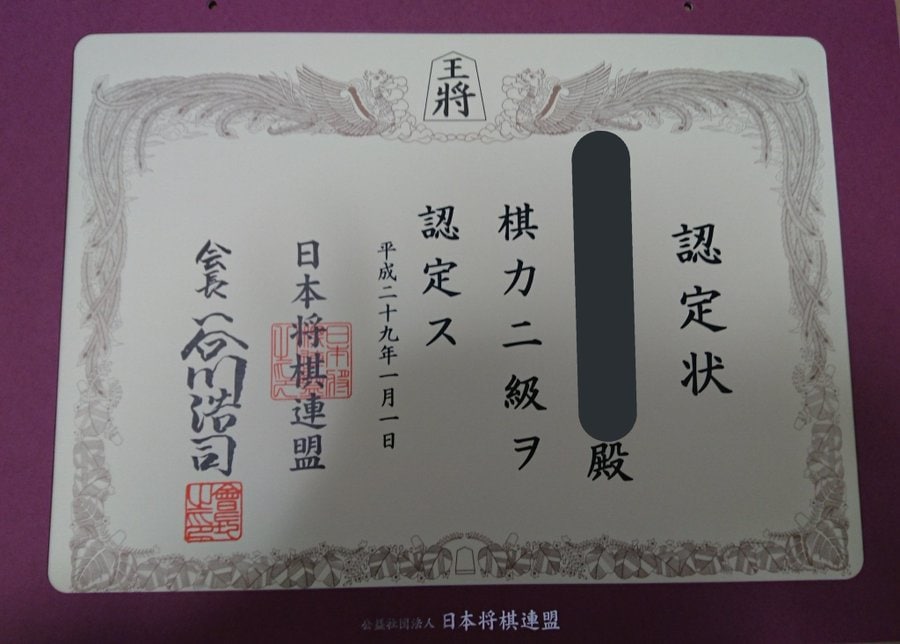 王将
認定状
殿
棋力二級ヲ
認定ス
平成二十九年一月一日
日本将棋連盟
会長 谷川浩司
公益社団法人 日本将棋連盟